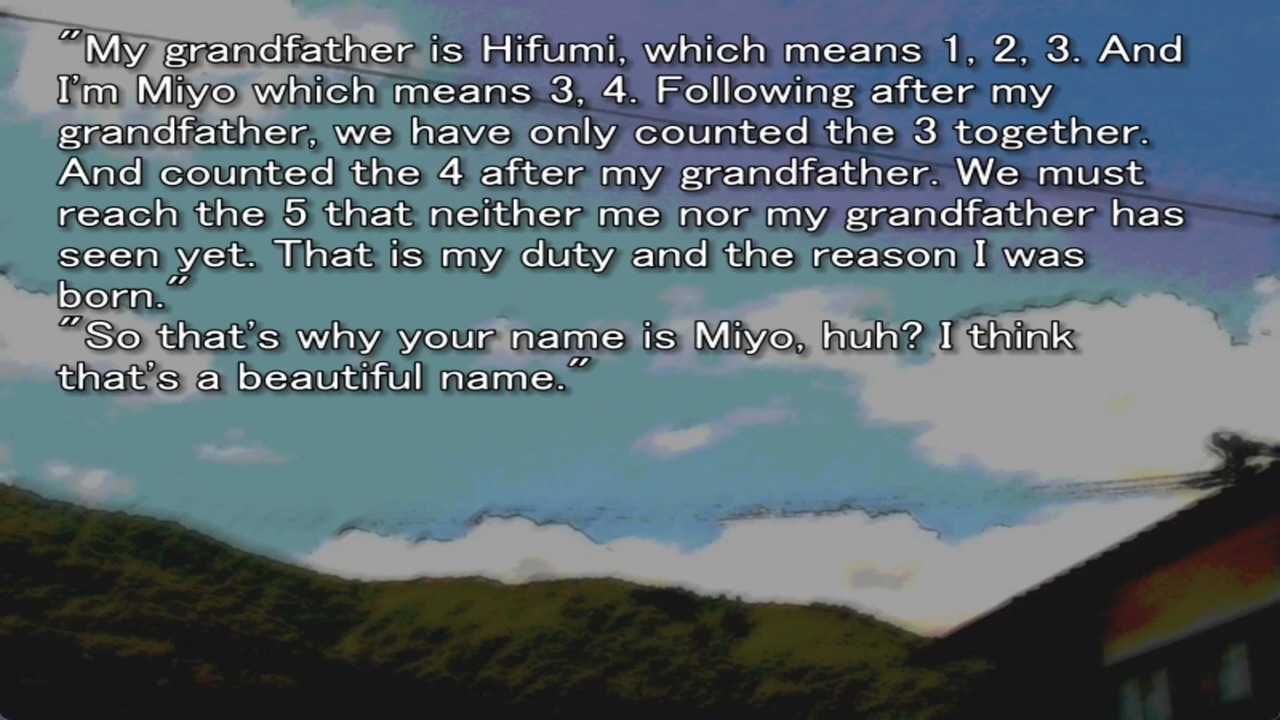 "My grandfather is Hifumi, which means 1, 2, 3. And
I'm Miyo which means 3, 4. Following after my
grandfather, we have only counted the 3 together.
And counted the 4 after my grandfather. We must
reach the 5 that neither me nor my grandfather has
seen yet. That is my duty and the reason I was
born."
"So that's why your name is Miyo, huh? I think
that's a beautiful name."